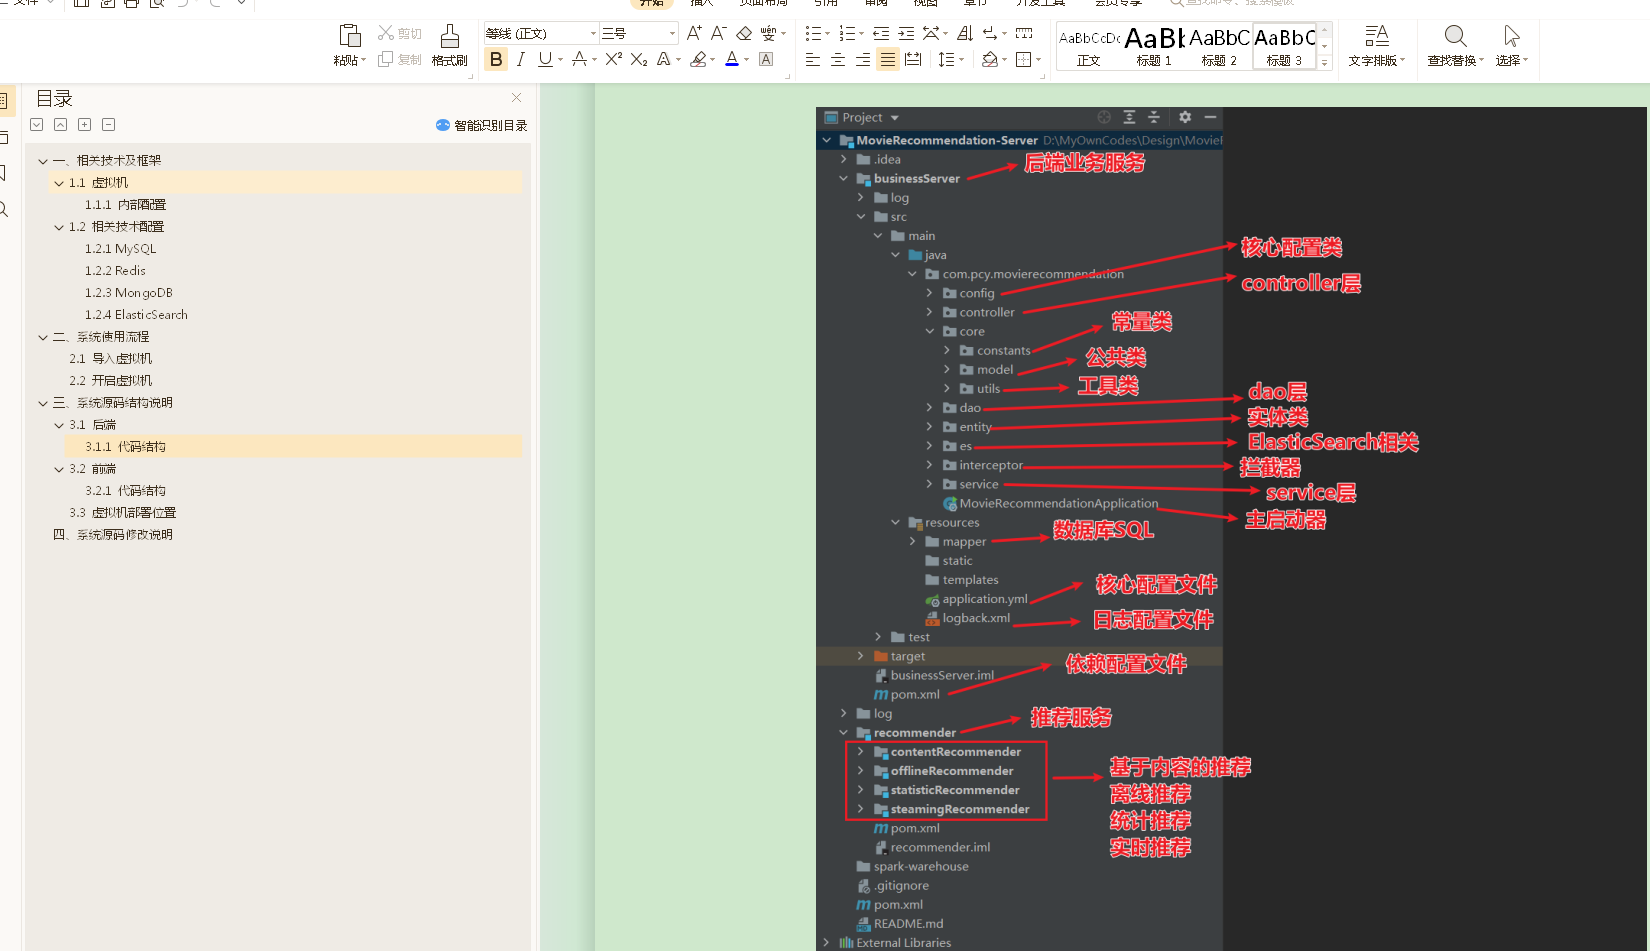 文件
开始 插入 页面布局 引用 审阅 视图 章节 开发工具 会员专享 查找命令、搜索模板
粘贴 剪切 复制 格式刷
等线 (正文) 三号
AaBbCcDc AaBb AaBbC AaBbC
正文 标题 1 标题 2 标题 3
文字排版 查找替换 选择
目录
智能识别目录
一、相关技术及框架
1.1 虚拟机
1.1.1 内部配置
1.2 相关技术配置
1.2.1 MySQL
1.2.2 Redis
1.2.3 MongoDB
1.2.4 ElasticSearch
二、系统使用流程
2.1 导入虚拟机
2.2 开启虚拟机
三、系统源码结构说明
3.1 后端
3.1.1 代码结构
3.2 前端
3.2.1 代码结构
3.3 虚拟机部署位置
四、系统源码修改说明
Project
MovieRecommendation-Server D:\MyOwnCodes\Design\Movie
.idea
businessServer 后端业务服务
log
src
main
java
com.pcy.movierecommendation 核心配置类
config
controller controller层
core
constants 常量类
model 公共类
utils 工具类
dao dao层
entity 实体类
es ElasticSearch相关
interceptor 拦截器
service service层
MovieRecommendationApplication 主启动器
resources
mapper 数据库SQL
static
templates
application.yml 核心配置文件
logback.xml 日志配置文件
test
target
businessServer.iml
pom.xml 依赖配置文件
log
recommender 推荐服务
contentRecommender 基于内容的推荐
offlineRecommender 离线推荐
statisticRecommender 统计推荐
steamingRecommender 实时推荐
pom.xml
recommender.iml
spark-warehouse
.gitignore
pom.xml
README.md
External Libraries